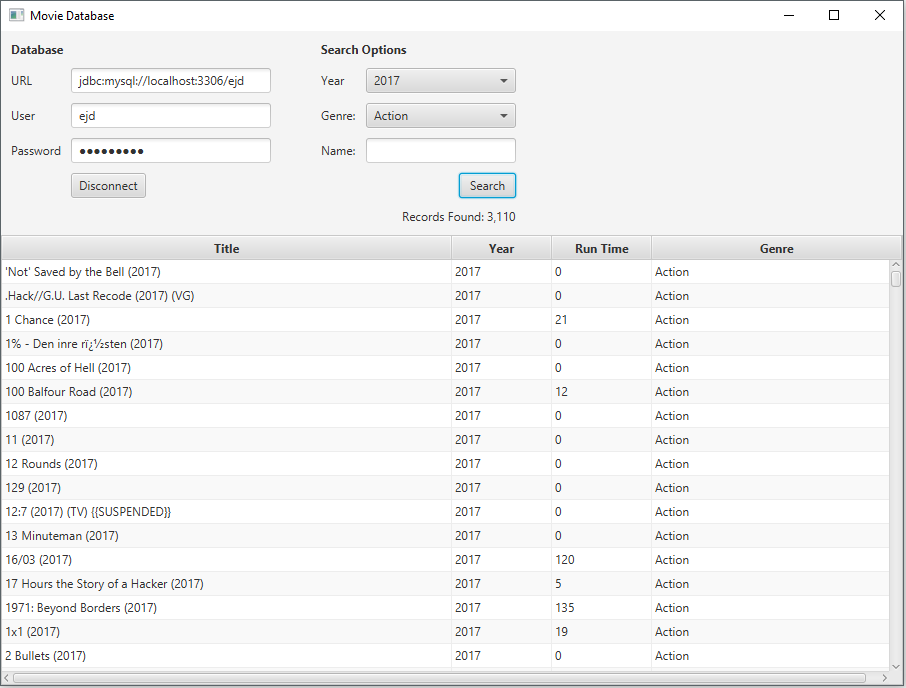 Movie Database
Database
URL jdbc:mysql://localhost:3306/ejd
User ejd
Password ●●●●●●●●●
Disconnect
Search Options
Year 2017
Genre: Action
Name:
Search
Records Found: 3,110
Title Year Run Time Genre
'Not' Saved by the Bell (2017) 2017 0 Action
.Hack//G.U. Last Recode (2017) (VG) 2017 0 Action
1 Chance (2017) 2017 21 Action
1% - Den inre rï¿½sten (2017) 2017 0 Action
100 Acres of Hell (2017) 2017 0 Action
100 Balfour Road (2017) 2017 12 Action
1087 (2017) 2017 0 Action
11 (2017) 2017 0 Action
12 Rounds (2017) 2017 0 Action
129 (2017) 2017 0 Action
12:7 (2017) (TV) {{SUSPENDED}} 2017 0 Action
13 Minuteman (2017) 2017 0 Action
16/03 (2017) 2017 120 Action
17 Hours the Story of a Hacker (2017) 2017 5 Action
1971: Beyond Borders (2017) 2017 135 Action
1x1 (2017) 2017 19 Action
2 Bullets (2017) 2017 0 Action